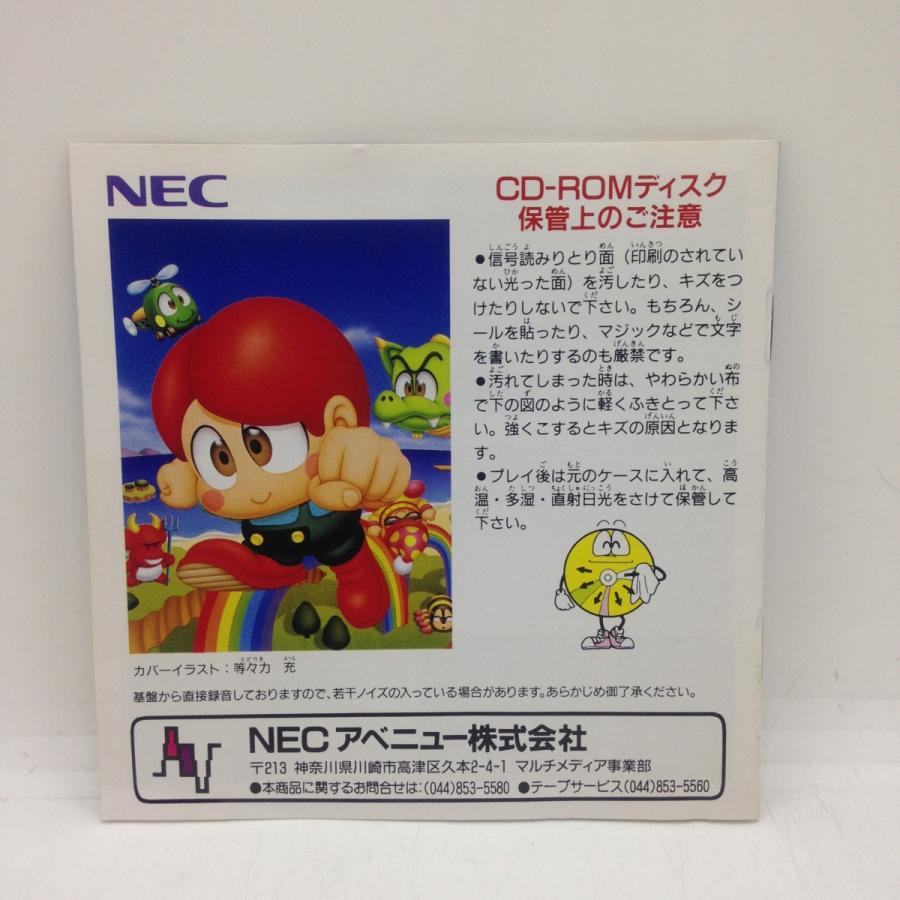 NEC
CD-ROMディスク
保管上のご注意
●信号読みりとり面（印刷のされてい
ない光った面）を汚したり、キズをつ
けたりしないで下さい。もちろん、シ
ールを貼ったり、マジックなどで文字
を書いたりするのも厳禁です。
●汚れてしまった時は、やわらかい布
で下の図のように軽くふきとって下さ
い。強くこするとキズの原因となりま
す。
●プレイ後は元のケースに入れて、高
温・多湿・直射日光をさけて保管して
下さい。
カバーイラスト：等々力 充
基盤から直接録音しておりますので、若干ノイズの入っている場合があります。あらかじめ御了承ください。
NEC アベニュー株式会社
〒213 神奈川県川崎市高津区久本2-4-1 マルチメディア事業部
●本商品に関するお問合せは:(044)853-5580 ●テープサービス(044)853-5560